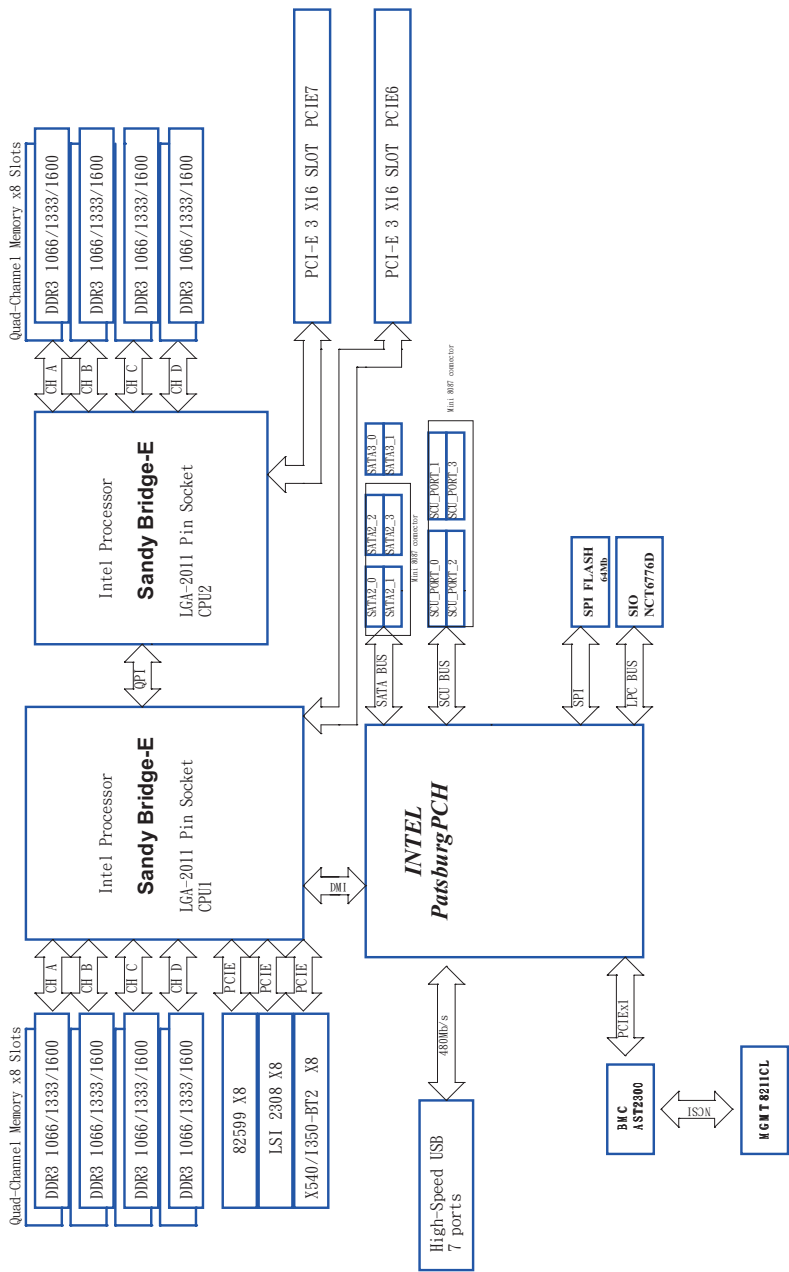 Quad-Channel Memory x8 Slots
DDR3 1066/1333/1600
DDR3 1066/1333/1600
DDR3 1066/1333/1600
DDR3 1066/1333/1600
CH A
CH B
CH C
CH D
82599 X8
LSI 2308 X8
X540/I350-BT2 X8
PCIE
PCIE
PCIE
Intel Processor
Sandy Bridge-E
LGA-2011 Pin Socket
CPU1
QPI
Intel Processor
Sandy Bridge-E
LGA-2011 Pin Socket
CPU2
CH A
CH B
CH C
CH D
Quad-Channel Memory x8 Slots
DDR3 1066/1333/1600
DDR3 1066/1333/1600
DDR3 1066/1333/1600
DDR3 1066/1333/1600
PCI-E 3 X16 SLOT PCIE7
PCI-E 3 X16 SLOT PCIE6
DMI
INTEL
PatsburgPCH
480Mb/s
High-Speed USB
7 ports
PCIEx1
BMC
AST2300
NCSI
MGMT 8211CL
SATA BUS
SATA2_0
SATA2_1
SATA2_2
SATA2_3
SATA3_0
SATA3_1
Mini 8087 connector
SCU BUS
SCU_PORT_0
SCU_PORT_2
SCU_PORT_1
SCU_PORT_3
Mini 8087 connector
SPI
SPI FLASH
64Mb
LPC BUS
SIO
NCT6776D